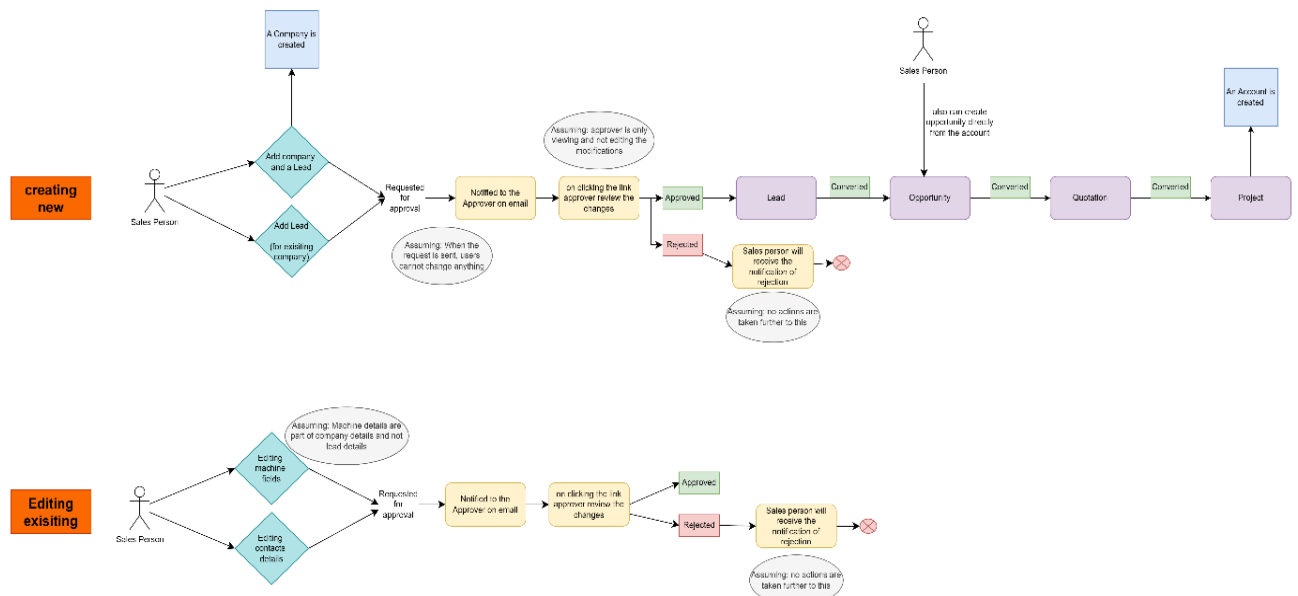 A Company is
created
Sales Person
also can create
opportunity directly
from the account
An Account is
created
Assuming: approver is only
viewing and not editing the
modifications
creating
new
Sales Person
Add company
and a Lead
Add Lead
(for exisiting
company)
Requested
for
approval
Notified to the
Approver on email
on clicking the link
approver review the
changes
Approved
Lead
Converted
Opportunity
Converted
Quotation
Converted
Project
Assuming: When the
request is sent, users
cannot change anything
Rejected
Sales person will
receive the
notification of
rejection
Assuming: no actions are
taken further to this
Assuming: Machine details are
part of company details and not
lead details
Editing
exisiting
Sales Person
Editing
machine
fields
Editing
contacts
details
Requested
for
approval
Notified to the
Approver on email
on clicking the link
approver review the
changes
Approved
Rejected
Sales person will
receive the
notification of
rejection
Assuming: no actions are
taken further to this